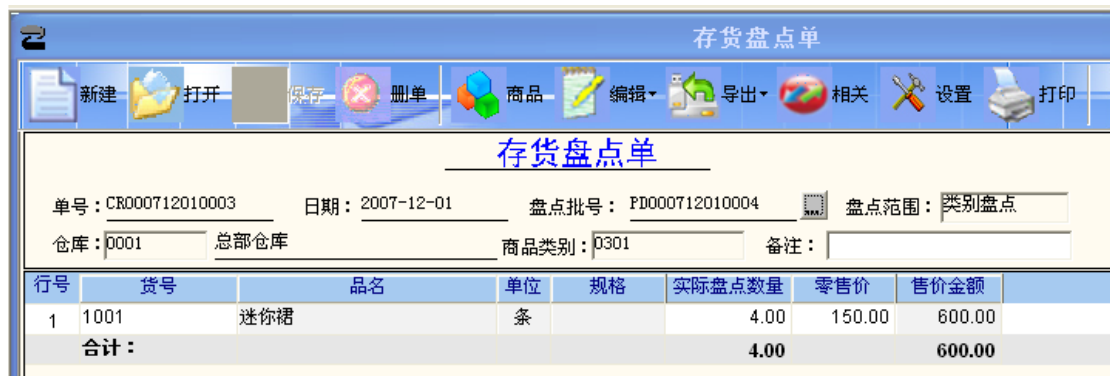 存货盘点单
新建 打开 保存 删单 商品 编辑 导出 相关 设置 打印
存货盘点单
单号：CR000712010003 日期：2007-12-01 盘点批号：PD000712010004 盘点范围：类别盘点
仓库：0001 总部仓库 商品类别：0301 备注：
行号 货号 品名 单位 规格 实际盘点数量 零售价 售价金额
1 1001 迷你裙 条 4.00 150.00 600.00
合计： 4.00 600.00